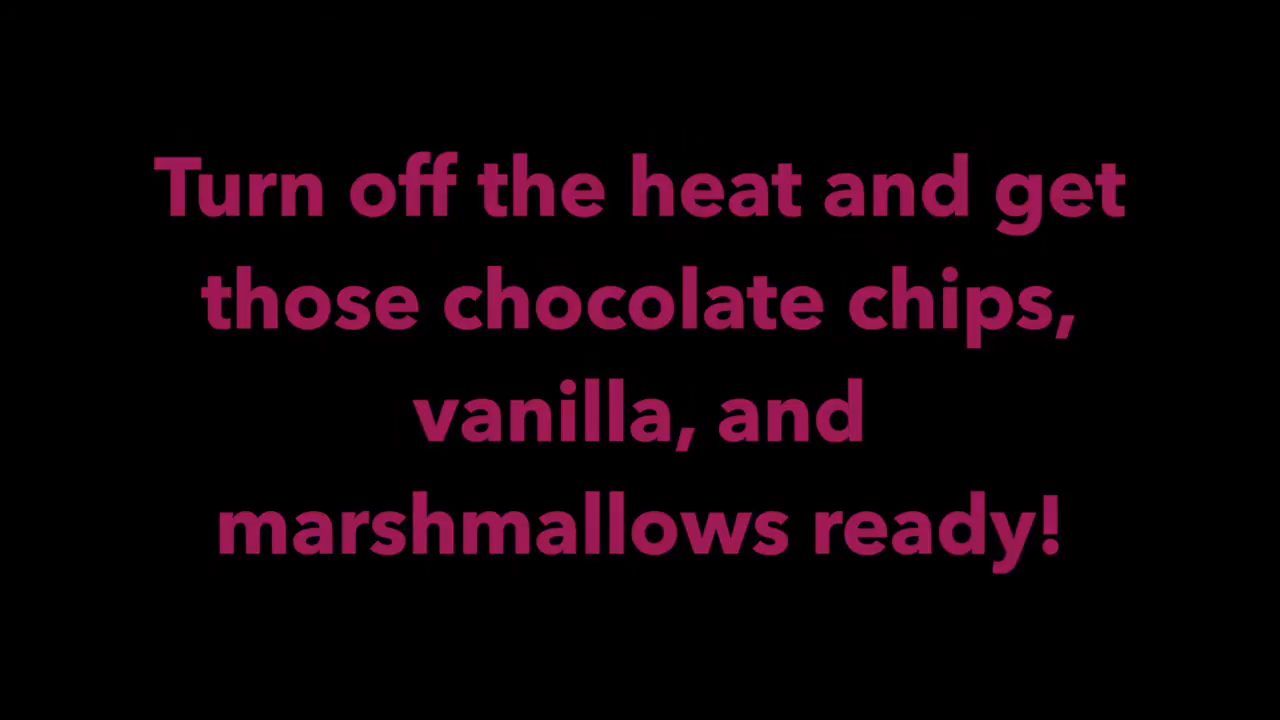 Turn off the heat and get
those chocolate chips,
vanilla, and
marshmallows ready!